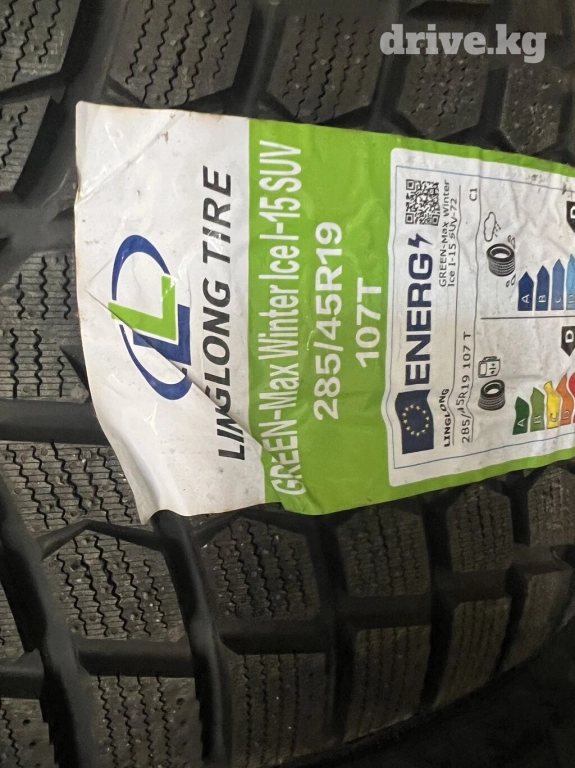 drive.kg
LINGLONG TIRE
GREEN-Max Winter Ice I-15 SUV
285/45R19
107T
ENERG
LINGLONG
285/45R19 107 T
GREEN-Max Winter
Ice I-15 SUV-72
C1
A
B
C
D
A
B
C
D
D